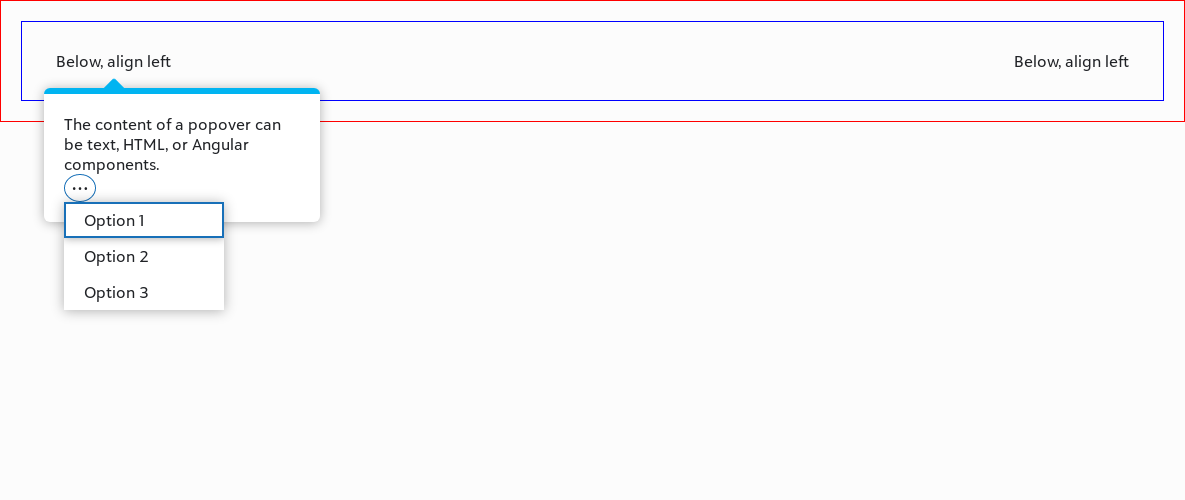 Below, align left
Below, align left
The content of a popover can
be text, HTML, or Angular
components.
Option 1
Option 2
Option 3